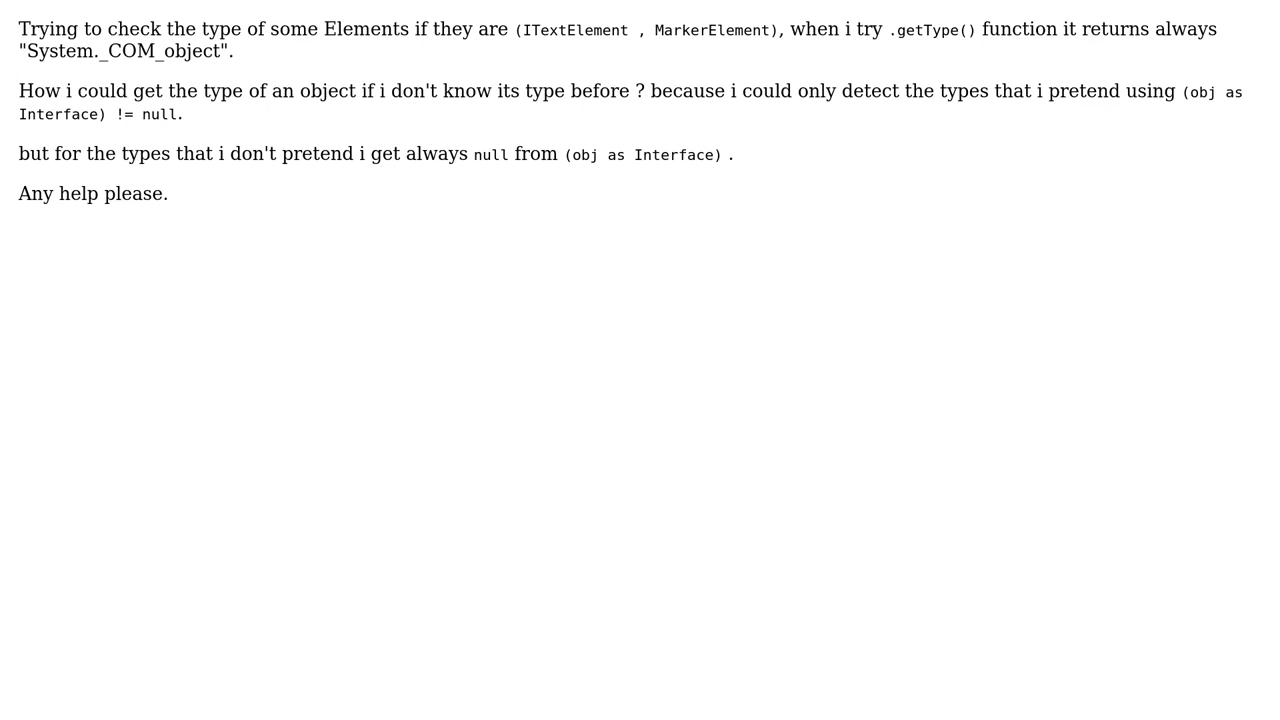 Trying to check the type of some Elements if they are (ITextElement , MarkerElement), when i try .getType() function it returns always
"System._COM_object".
How i could get the type of an object if i don't know its type before ? because i could only detect the types that i pretend using (obj as
Interface) != null.
but for the types that i don't pretend i get always null from (obj as Interface) .
Any help please.